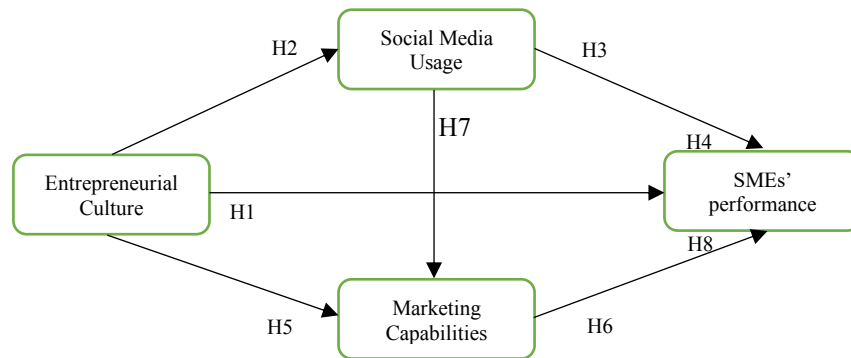 Social Media
Usage
H2
H3
H7
H4
Entrepreneurial
Culture
SMEs'
performance
H1
H8
Marketing
Capabilities
H5
H6